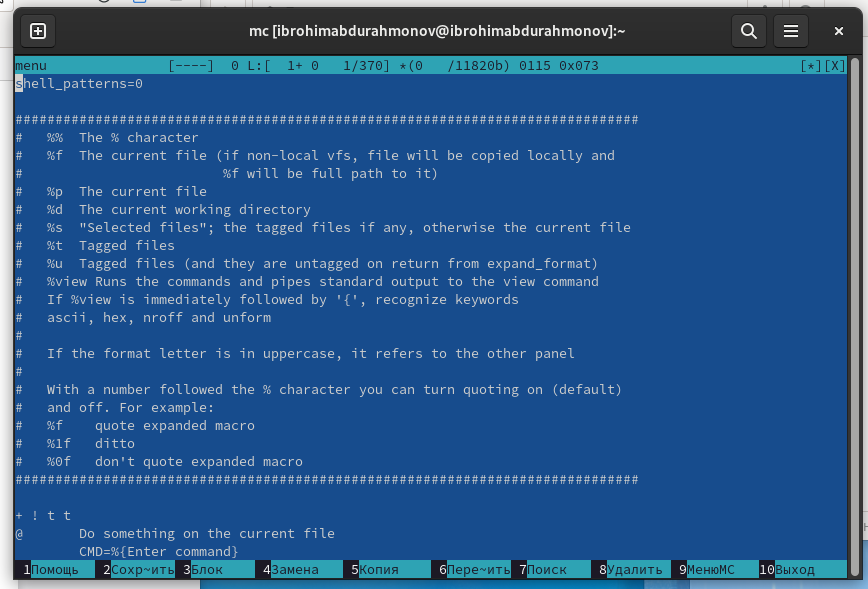 mc [ibrohimabdurahmonov@ibrohimabdurahmonov]:~
menu [----] 0 L:[ 1+ 0 1/370] *(0 /11820b) 0115 0x073 [*][X]
shell_patterns=0
###############################################################################
# %% The % character
# %f The current file (if non-local vfs, file will be copied locally and
# %f will be full path to it)
# %p The current file
# %d The current working directory
# %s "Selected files"; the tagged files if any, otherwise the current file
# %t Tagged files
# %u Tagged files (and they are untagged on return from expand_format)
# %view Runs the commands and pipes standard output to the view command
# If %view is immediately followed by '{', recognize keywords
# ascii, hex, nroff and unform
#
# If the format letter is in uppercase, it refers to the other panel
#
# With a number followed the % character you can turn quoting on (default)
# and off. For example:
# %f quote expanded macro
# %1f ditto
# %0f don't quote expanded macro
###############################################################################
+ ! t t
@ Do something on the current file
CMD=%{Enter command}
1Помощь 2Сохр~ить 3Блок 4Замена 5Копия 6Пере~ить 7Поиск 8Удалить 9МенюMC 10Выход